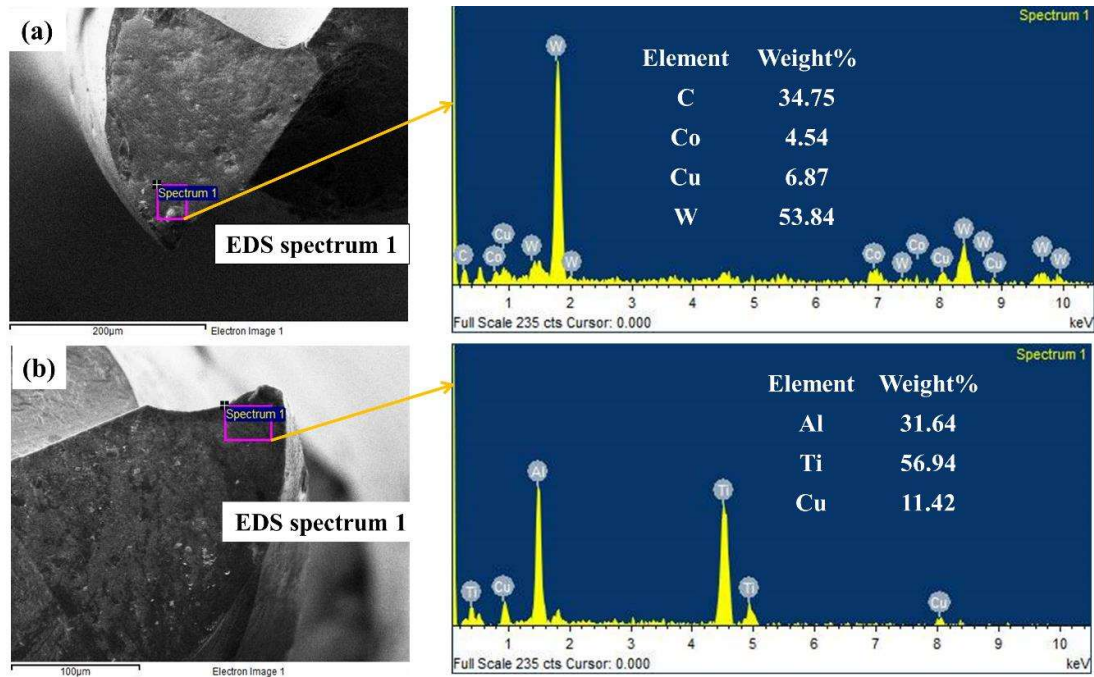 (a)
Spectrum 1
EDS spectrum 1
200μm
Electron Image 1
Spectrum 1
Element Weight%
C 34.75
Co 4.54
Cu 6.87
W 53.84
W
C
Co
Cu
W
W
Co
W
Co
Cu
W
W
Cu
W
W
1 2 3 4 5 6 7 8 9 10
Full Scale 235 cts Cursor: 0.000
keV
(b)
Spectrum 1
EDS spectrum 1
100μm
Electron Image 1
Spectrum 1
Element Weight%
Al 31.64
Ti 56.94
Cu 11.42
Ti
Cu
Al
Ti
Ti
Cu
1 2 3 4 5 6 7 8 9 10
Full Scale 235 cts Cursor: 0.000
keV